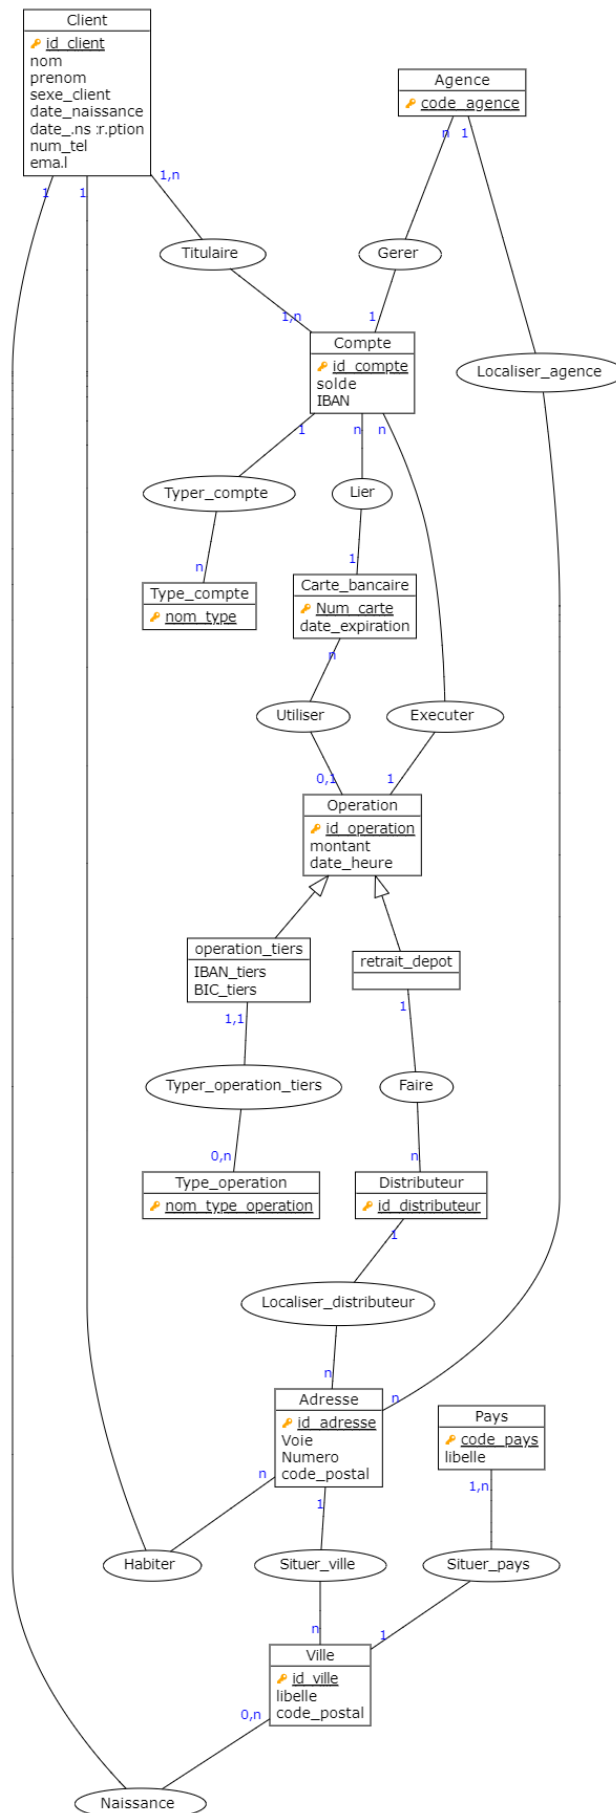 Client
id_client
nom
prenom
sexe_client
date_naissance
date_.ns :r.ption
num_tel
ema.l
Agence
code_agence
1
1
1,n
n
1
Titulaire
Gerer
1,n
1
Compte
id_compte
solde
IBAN
Localiser_agence
1
n
n
Typer_compte
Lier
n
1
Type_compte
nom_type
Carte_bancaire
Num_carte
date_expiration
n
Utiliser
Executer
0,1
1
Operation
id_operation
montant
date_heure
operation_tiers
IBAN_tiers
BIC_tiers
retrait_depot
1,1
1
Typer_operation_tiers
Faire
0,n
n
Type_operation
nom_type_operation
Distributeur
id_distributeur
1
Localiser_distributeur
n
n
Adresse
id_adresse
Voie
Numero
code_postal
Pays
code_pays
libelle
n
1
1,n
Habiter
Situer_ville
Situer_pays
n
1
Ville
id_ville
libelle
code_postal
0,n
Naissance